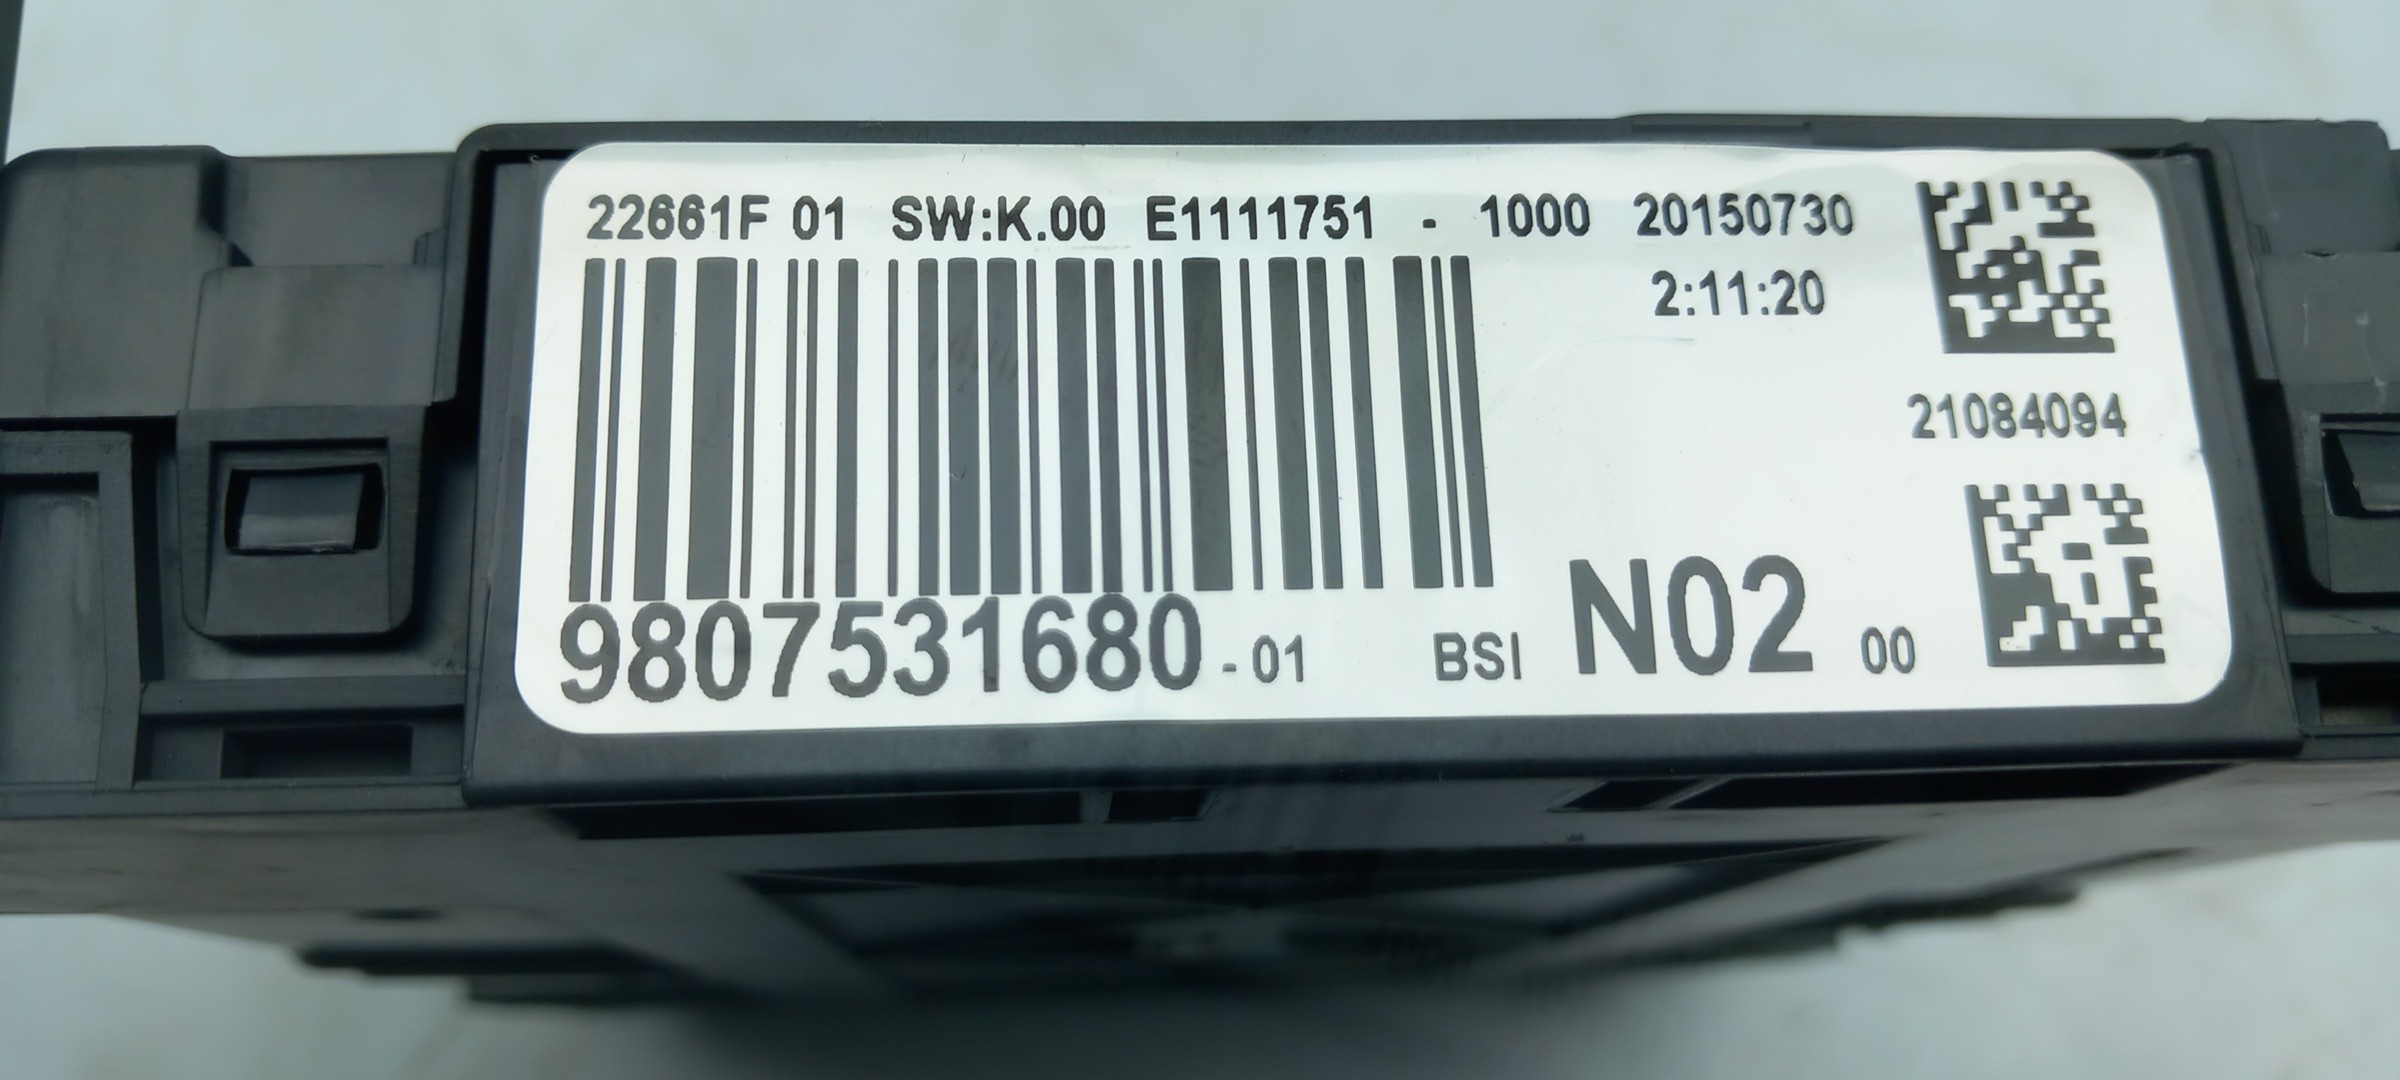 22661F 01 SW:K.00 E1111751 - 1000 20150730
2:11:20
21084094
9807531680 - 01 BSI N02 00